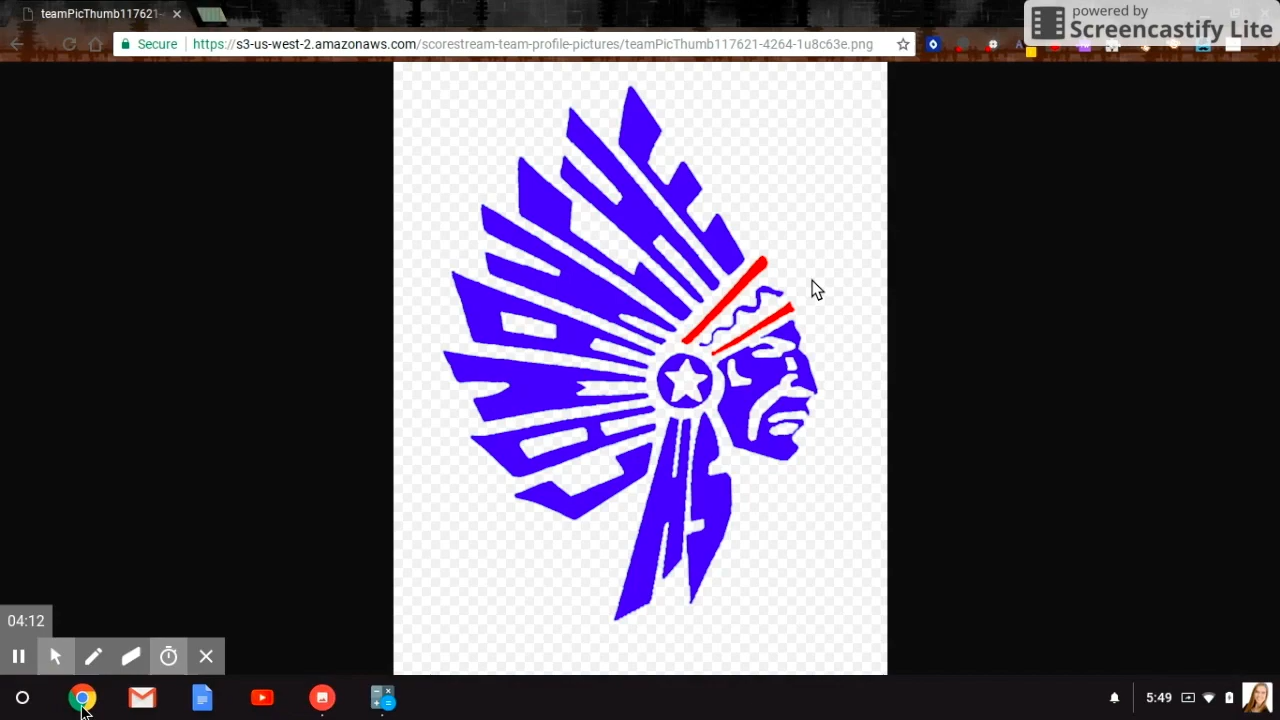 teamPicThumb117621-
powered by
Screencastify Lite
Secure https://s3-us-west-2.amazonaws.com/scorestream-team-profile-pictures/teamPicThumb117621-4264-1u8c63e.png
04:12
5:49